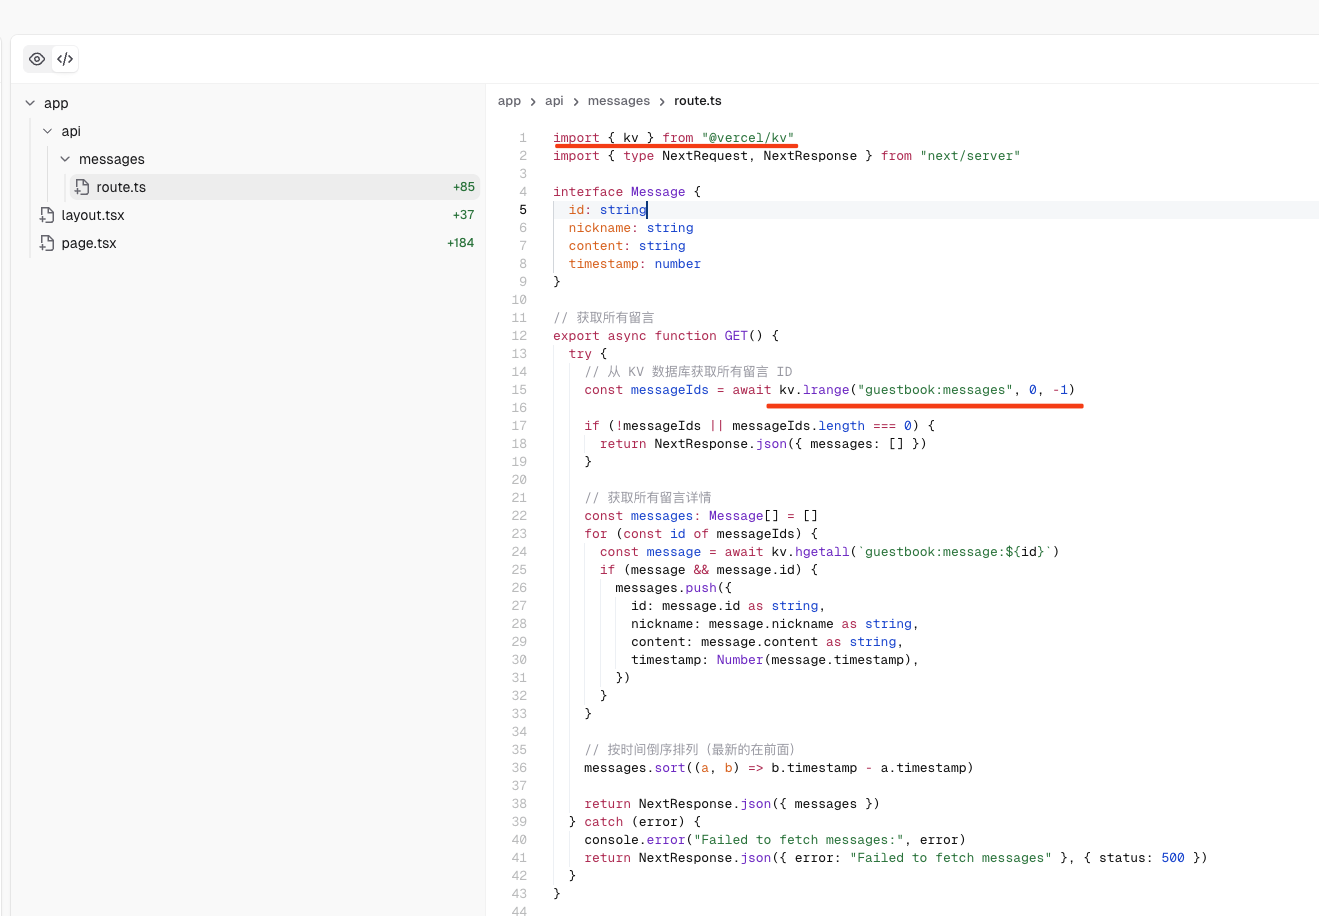 app
api
messages
route.ts
+85
layout.tsx
+37
page.tsx
+184
app > api > messages > route.ts
1 import { kv } from "@vercel/kv"
2 import { type NextRequest, NextResponse } from "next/server"
3
4 interface Message {
5   id: string
6   nickname: string
7   content: string
8   timestamp: number
9 }
10
11 // 获取所有留言
12 export async function GET() {
13   try {
14     // 从 KV 数据库获取所有留言 ID
15     const messageIds = await kv.lrange("guestbook:messages", 0, -1)
16
17     if (!messageIds || messageIds.length === 0) {
18       return NextResponse.json({ messages: [] })
19     }
20
21     // 获取所有留言详情
22     const messages: Message[] = []
23     for (const id of messageIds) {
24       const message = await kv.hgetall(`guestbook:message:${id}`)
25       if (message && message.id) {
26         messages.push({
27           id: message.id as string,
28           nickname: message.nickname as string,
29           content: message.content as string,
30           timestamp: Number(message.timestamp),
31         })
32       }
33     }
34
35     // 按时间倒序排列（最新的在前面）
36     messages.sort((a, b) => b.timestamp - a.timestamp)
37
38     return NextResponse.json({ messages })
39   } catch (error) {
40     console.error("Failed to fetch messages:", error)
41     return NextResponse.json({ error: "Failed to fetch messages" }, { status: 500 })
42   }
43 }
44